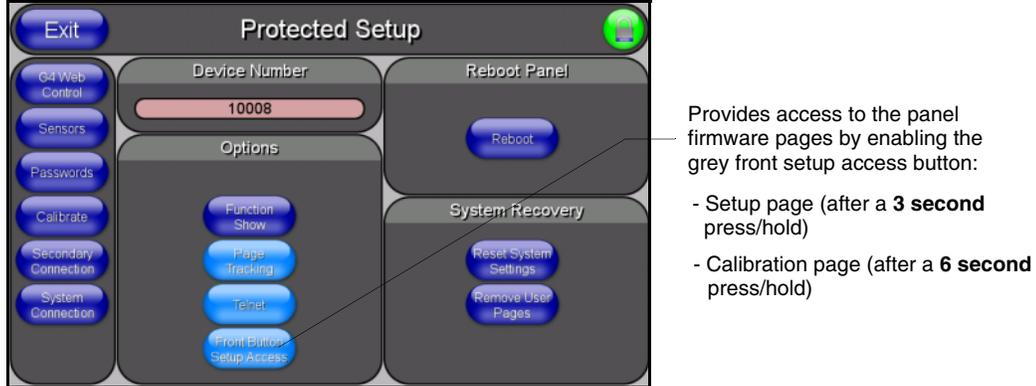 Exit
Protected Setup
G4 Web
Control
Sensors
Passwords
Calibrate
Secondary
Connection
System
Connection
Device Number
10008
Options
Function
Show
Page
Tracking
Telnet
Front Button
Setup Access
Reboot Panel
Reboot
System Recovery
Reset System
Settings
Remove User
Pages
Provides access to the panel
firmware pages by enabling the
grey front setup access button:
- Setup page (after a 3 second
press/hold)
- Calibration page (after a 6 second
press/hold)